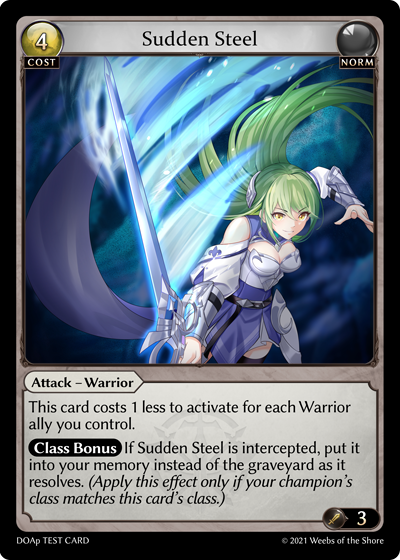 4
Sudden Steel
COST
NORM
Attack – Warrior
This card costs 1 less to activate for each Warrior
ally you control.
Class Bonus If Sudden Steel is intercepted, put it
into your memory instead of the graveyard as it
resolves. (Apply this effect only if your champion's
class matches this card's class.)
3
DOAp TEST CARD
© 2021 Weebs of the Shore